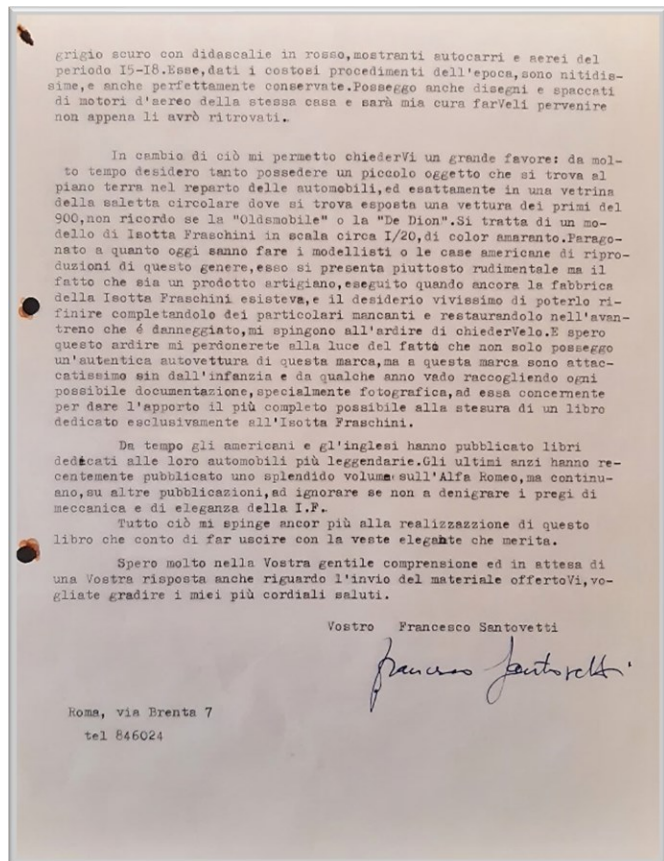 grigio scuro con didascalie in rosso,mostranti autocarri e aerei del
periodo I5-I8.Esse,dati i costosi procedimenti dell'epoca,sono nitidis-
sime,e anche perfettamente conservate.Posseggo anche disegni e spaccati
di motori d'aereo della stessa casa e sarà mia cura farVeli pervenire
non appena li avrò ritrovati.
In cambio di ciò mi permetto chiederVi un grande favore: da mol-
to tempo desidero tanto possedere un piccolo oggetto che si trova al
piano terra nel reparto delle automobili,ed esattamente in una vetrina
della saletta circolare dove si trova esposta una vettura dei primi del
900,non ricordo se la "Oldsmobile" o la "De Dion".Si tratta di un mo-
dello di Isotta Fraschini in scala circa I/20,di color amaranto.Parago-
nato a quanto oggi sanno fare i modellisti o le case americane di ripro-
duzioni di questo genere,esso si presenta piuttosto rudimentale ma il
fatto che sia un prodotto artigiano,eseguito quando ancora la fabbrica
della Isotta Fraschini esisteva,e il desiderio vivissimo di poterlo ri-
finire completandolo dei particolari mancanti e restaurandolo nell'avan-
treno che é danneggiato,mi spingono all'ardire di chiederVelo.E spero
questo ardire mi perdonerete alla luce del fatto che non solo posseggo
un'autentica autovettura di questa marca,ma a questa marca sono attac-
catissimo sin dall'infanzia e da qualche anno vado raccogliendo ogni
possibile documentazione,specialmente fotografica,ad essa concernente
per dare l'apporto il più completo possibile alla stesura di un libro
dedicato esclusivamente all'Isotta Fraschini.
Da tempo gli americani e gl'inglesi hanno pubblicato libri
dedicati alle loro automobili più leggendarie.Gli ultimi anzi hanno re-
centemente pubblicato uno splendido volume sull'Alfa Romeo,ma continu-
ano,su altre pubblicazioni,ad ignorare se non a denigrare i pregi di
meccanica e di eleganza della I.F.
Tutto ciò mi spinge ancor più alla realizzazzione di questo
libro che conto di far uscire con la veste elegante che merita.
Spero molto nella Vostra gentile comprensione ed in attesa di
una Vostra risposta anche riguardo l'invio del materiale offertoVi,vo-
gliate gradire i miei più cordiali saluti.
Vostro Francesco Santovetti
Francesco Santovetti
Roma, via Brenta 7
tel 846024